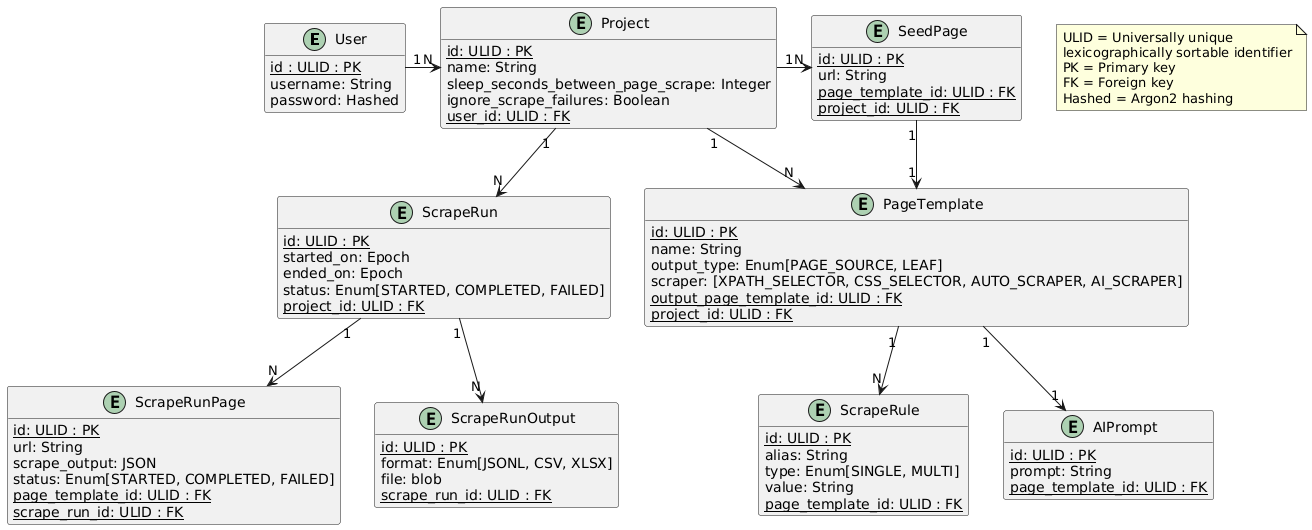 E User
id : ULID : PK
username: String
password: Hashed
1 N
E Project
id: ULID : PK
name: String
sleep_seconds_between_page_scrape: Integer
ignore_scrape_failures: Boolean
user_id: ULID : FK
1 N
E SeedPage
id: ULID : PK
url: String
page_template_id: ULID : FK
project_id: ULID : FK
ULID = Universally unique
lexicographically sortable identifier
PK = Primary key
FK = Foreign key
Hashed = Argon2 hashing
1
N
1
N
1
1
E ScrapeRun
id: ULID : PK
started_on: Epoch
ended_on: Epoch
status: Enum[STARTED, COMPLETED, FAILED]
project_id: ULID : FK
E PageTemplate
id: ULID : PK
name: String
output_type: Enum[PAGE_SOURCE, LEAF]
scraper: [XPATH_SELECTOR, CSS_SELECTOR, AUTO_SCRAPER, AI_SCRAPER]
output_page_template_id: ULID : FK
project_id: ULID : FK
1
N
1
N
1
N
1
1
E ScrapeRunPage
id: ULID : PK
url: String
scrape_output: JSON
status: Enum[STARTED, COMPLETED, FAILED]
page_template_id: ULID : FK
scrape_run_id: ULID : FK
E ScrapeRunOutput
id: ULID : PK
format: Enum[JSONL, CSV, XLSX]
file: blob
scrape_run_id: ULID : FK
E ScrapeRule
id: ULID : PK
alias: String
type: Enum[SINGLE, MULTI]
value: String
page_template_id: ULID : FK
E AIPrompt
id: ULID : PK
prompt: String
page_template_id: ULID : FK